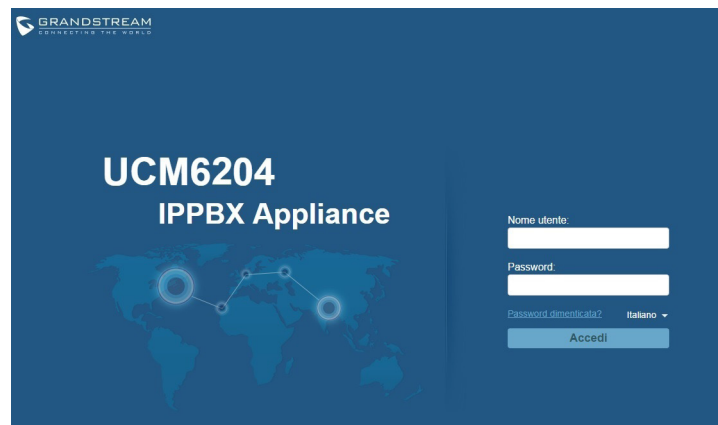 GRANDSTREAM
CONNECTING THE WORLD
UCM6204
IPPBX Appliance
Nome utente:
Password:
Password dimenticata?
Italiano
Accedi